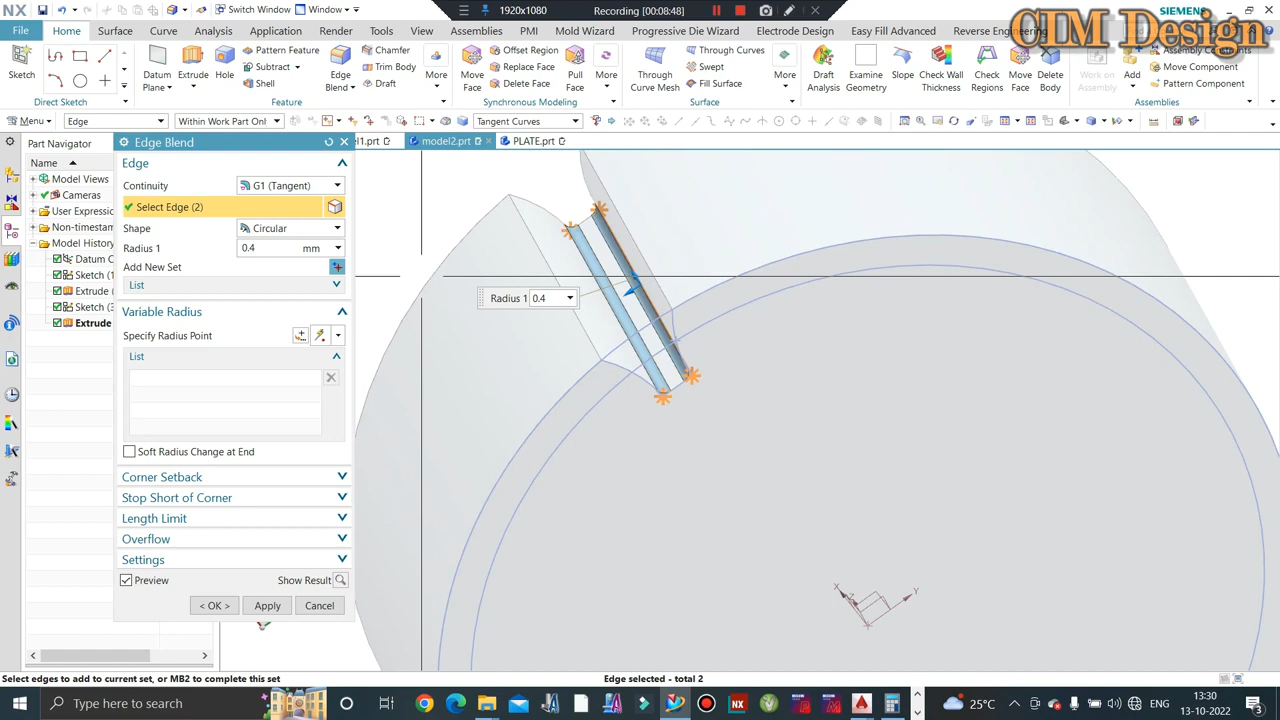 NX
Switch Window
Window
1920x1080
Recording [00:08:48]
SIEMENS
CIM Design
File
Home
Surface
Curve
Analysis
Application
Render
Tools
View
Assemblies
PMI
Mold Wizard
Progressive Die Wizard
Electrode Design
Easy Fill Advanced
Reverse Engineering
Sketch
Direct Sketch
Datum Plane
Extrude
Hole
Pattern Feature
Subtract
Shell
Edge Blend
Chamfer
Trim Body
Draft
More
Feature
Move Face
Offset Region
Replace Face
Delete Face
Pull Face
More
Synchronous Modeling
Through Curve Mesh
Through Curves
Swept
Fill Surface
More
Surface
Draft Analysis
Examine Geometry
Slope
Check Wall Thickness
Check Regions
Move Face
Delete Body
Work on Assembly
Add
Assembly Constraints
Move Component
Pattern Component
Assemblies
Menu
Edge
Within Work Part Only
Tangent Curves
Part Navigator
l1.prt
model2.prt
PLATE.prt
Name
Model Views
Cameras
User Expressio
Non-timestam
Model History
Datum C
Sketch (1
Extrude (
Sketch (3
Extrude
Edge Blend
Edge
Continuity
G1 (Tangent)
Select Edge (2)
Shape
Circular
Radius 1
0.4
mm
Add New Set
List
Variable Radius
Specify Radius Point
List
Soft Radius Change at End
Corner Setback
Stop Short of Corner
Length Limit
Overflow
Settings
Preview
Show Result
< OK >
Apply
Cancel
Radius 1 0.4
X
Y
Select edges to add to current set, or MB2 to complete this set
Edge selected - total 2
Type here to search
25°C
ENG
13:30
13-10-2022